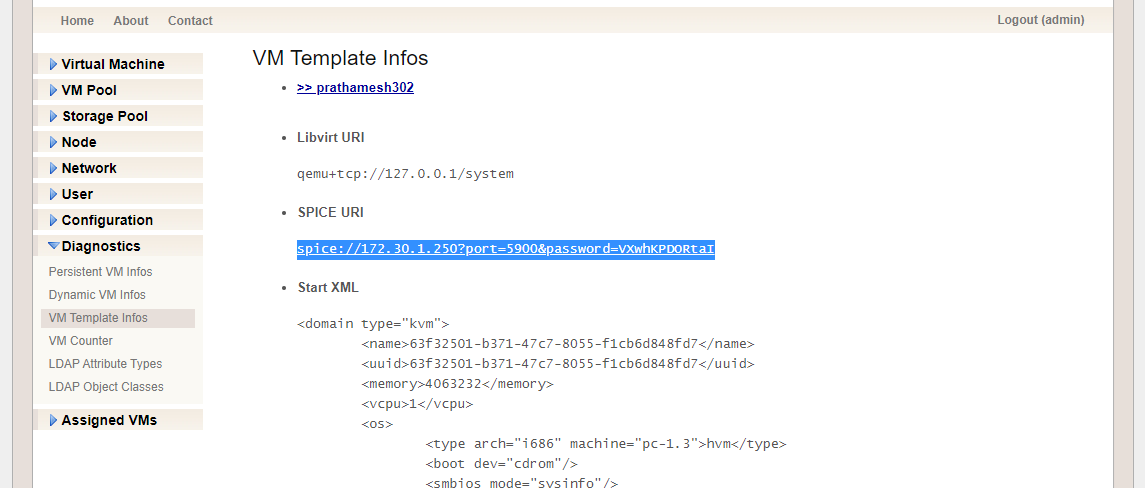 Home About Contact Logout (admin)
Virtual Machine
VM Pool
Storage Pool
Node
Network
User
Configuration
Diagnostics
Persistent VM Infos
Dynamic VM Infos
VM Template Infos
VM Counter
LDAP Attribute Types
LDAP Object Classes
Assigned VMs
VM Template Infos
>> prathamesh302
Libvirt URI
qemu+tcp://127.0.0.1/system
SPICE URI
spice://172.30.1.250?port=5900&password=VXwhKPDORtaI
Start XML
<domain type="kvm">
<name>63f32501-b371-47c7-8055-f1cb6d848fd7</name>
<uuid>63f32501-b371-47c7-8055-f1cb6d848fd7</uuid>
<memory>4063232</memory>
<vcpu>1</vcpu>
<os>
<type arch="i686" machine="pc-1.3">hvm</type>
<boot dev="cdrom"/>
<smbios mode="sysinfo"/>